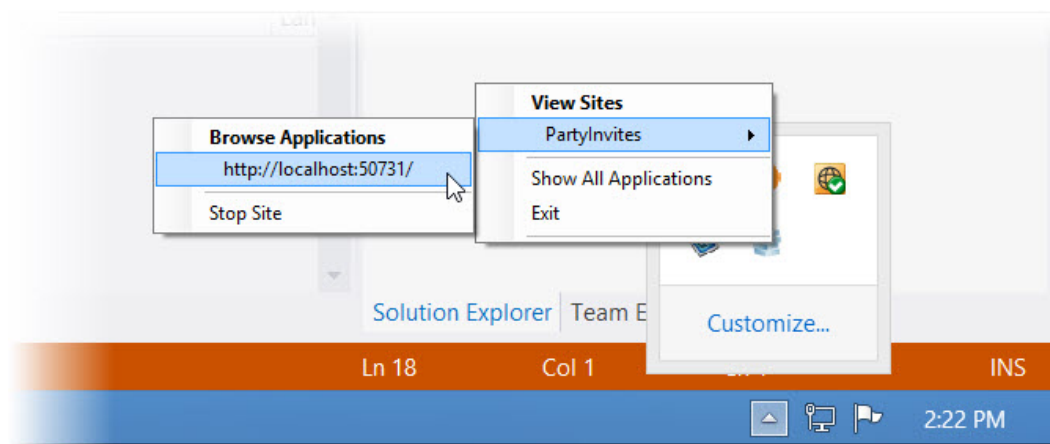 View Sites
PartyInvites
Show All Applications
Exit
Browse Applications
http://localhost:50731/
Stop Site
Solution Explorer
Team E
Customize...
Ln 18
Col 1
INS
2:22 PM